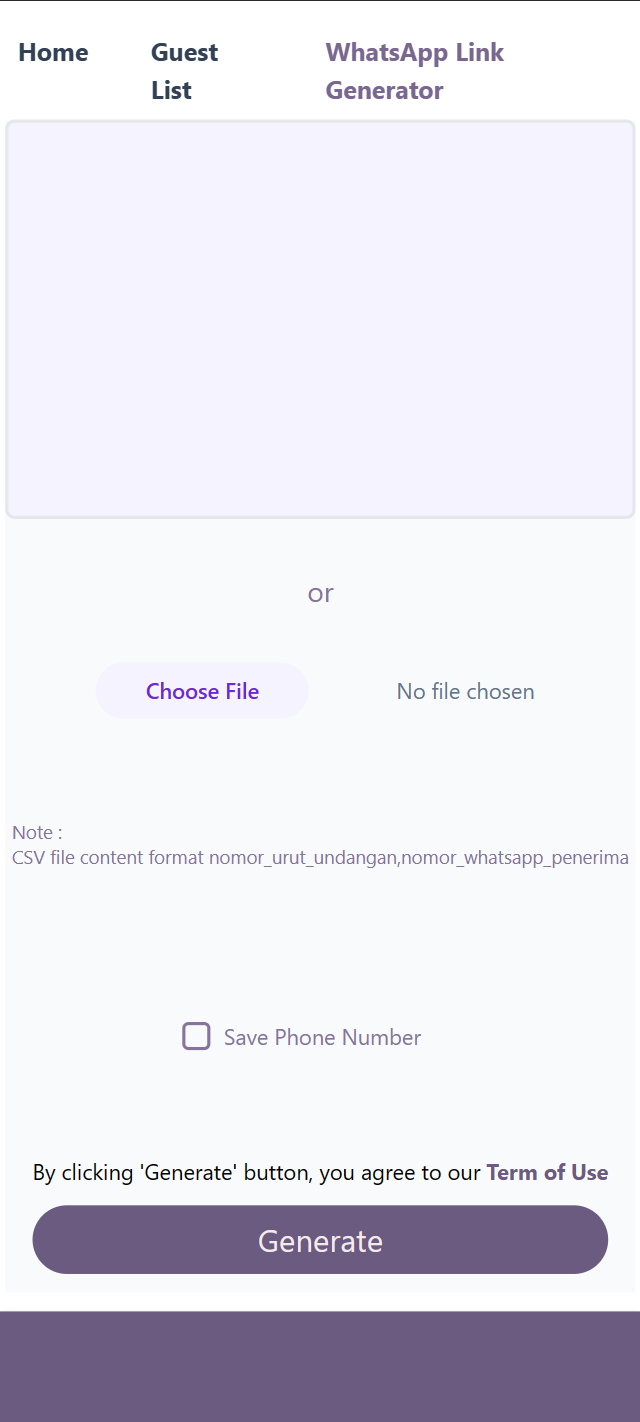 Home
Guest List
WhatsApp Link Generator
or
Choose File
No file chosen
Note :
CSV file content format nomor_urut_undangan,nomor_whatsapp_penerima
Save Phone Number
By clicking 'Generate' button, you agree to our Term of Use
Generate